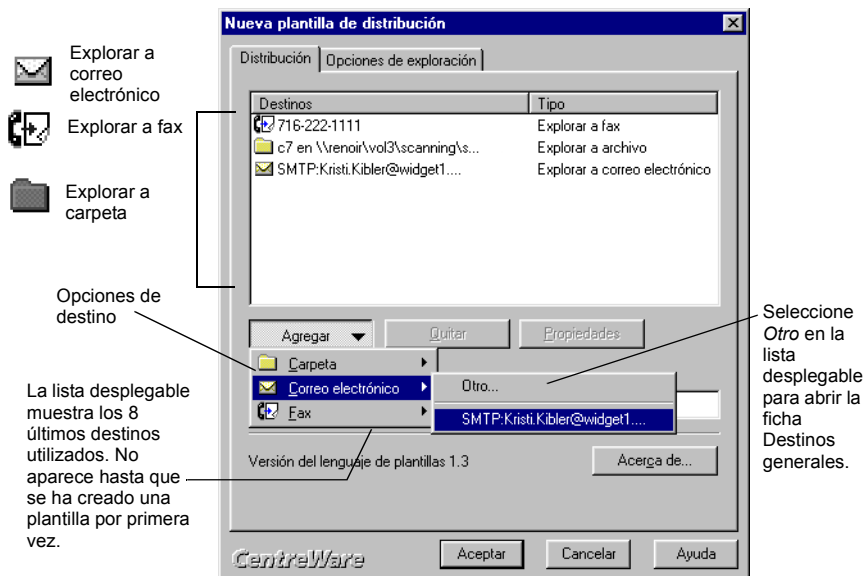 Explorar a
correo
electrónico
Explorar a fax
Explorar a
carpeta
Opciones de
destino
La lista desplegable
muestra los 8
últimos destinos
utilizados. No
aparece hasta que
se ha creado una
plantilla por primera
vez.
Nueva plantilla de distribución
Distribución
Opciones de exploración
Destinos Tipo
716-222-1111 Explorar a fax
c7 en \\renoir\vol3\scanning\s... Explorar a archivo
SMTP:Kristi.Kibler@widget1.... Explorar a correo electrónico
Agregar Quitar Propiedades
Carpeta
Correo electrónico
Fax
Otro...
SMTP:Kristi.Kibler@widget1....
Versión del lenguaje de plantillas 1.3
Acerca de...
CentreWare
Aceptar Cancelar Ayuda
Seleccione
Otro en la
lista
desplegable
para abrir la
ficha
Destinos
generales.